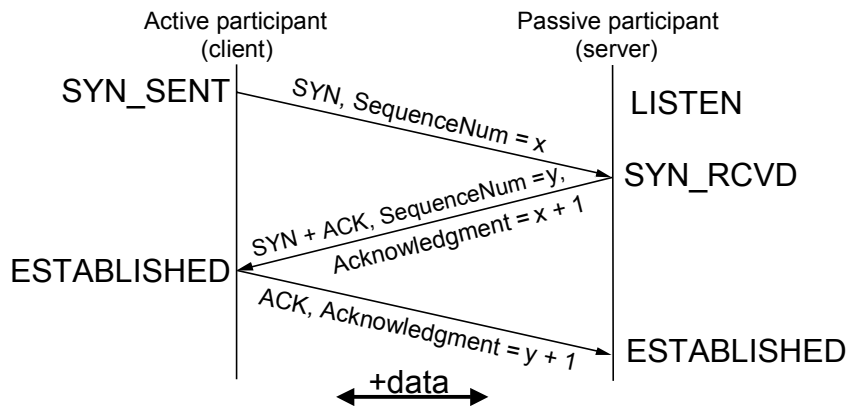 Active participant
(client)
Passive participant
(server)
SYN_SENT
SYN, SequenceNum = x
LISTEN
SYN_RCVD
SYN + ACK, SequenceNum =y,
Acknowledgment = x + 1
ESTABLISHED
ACK, Acknowledgment = y + 1
ESTABLISHED
+data